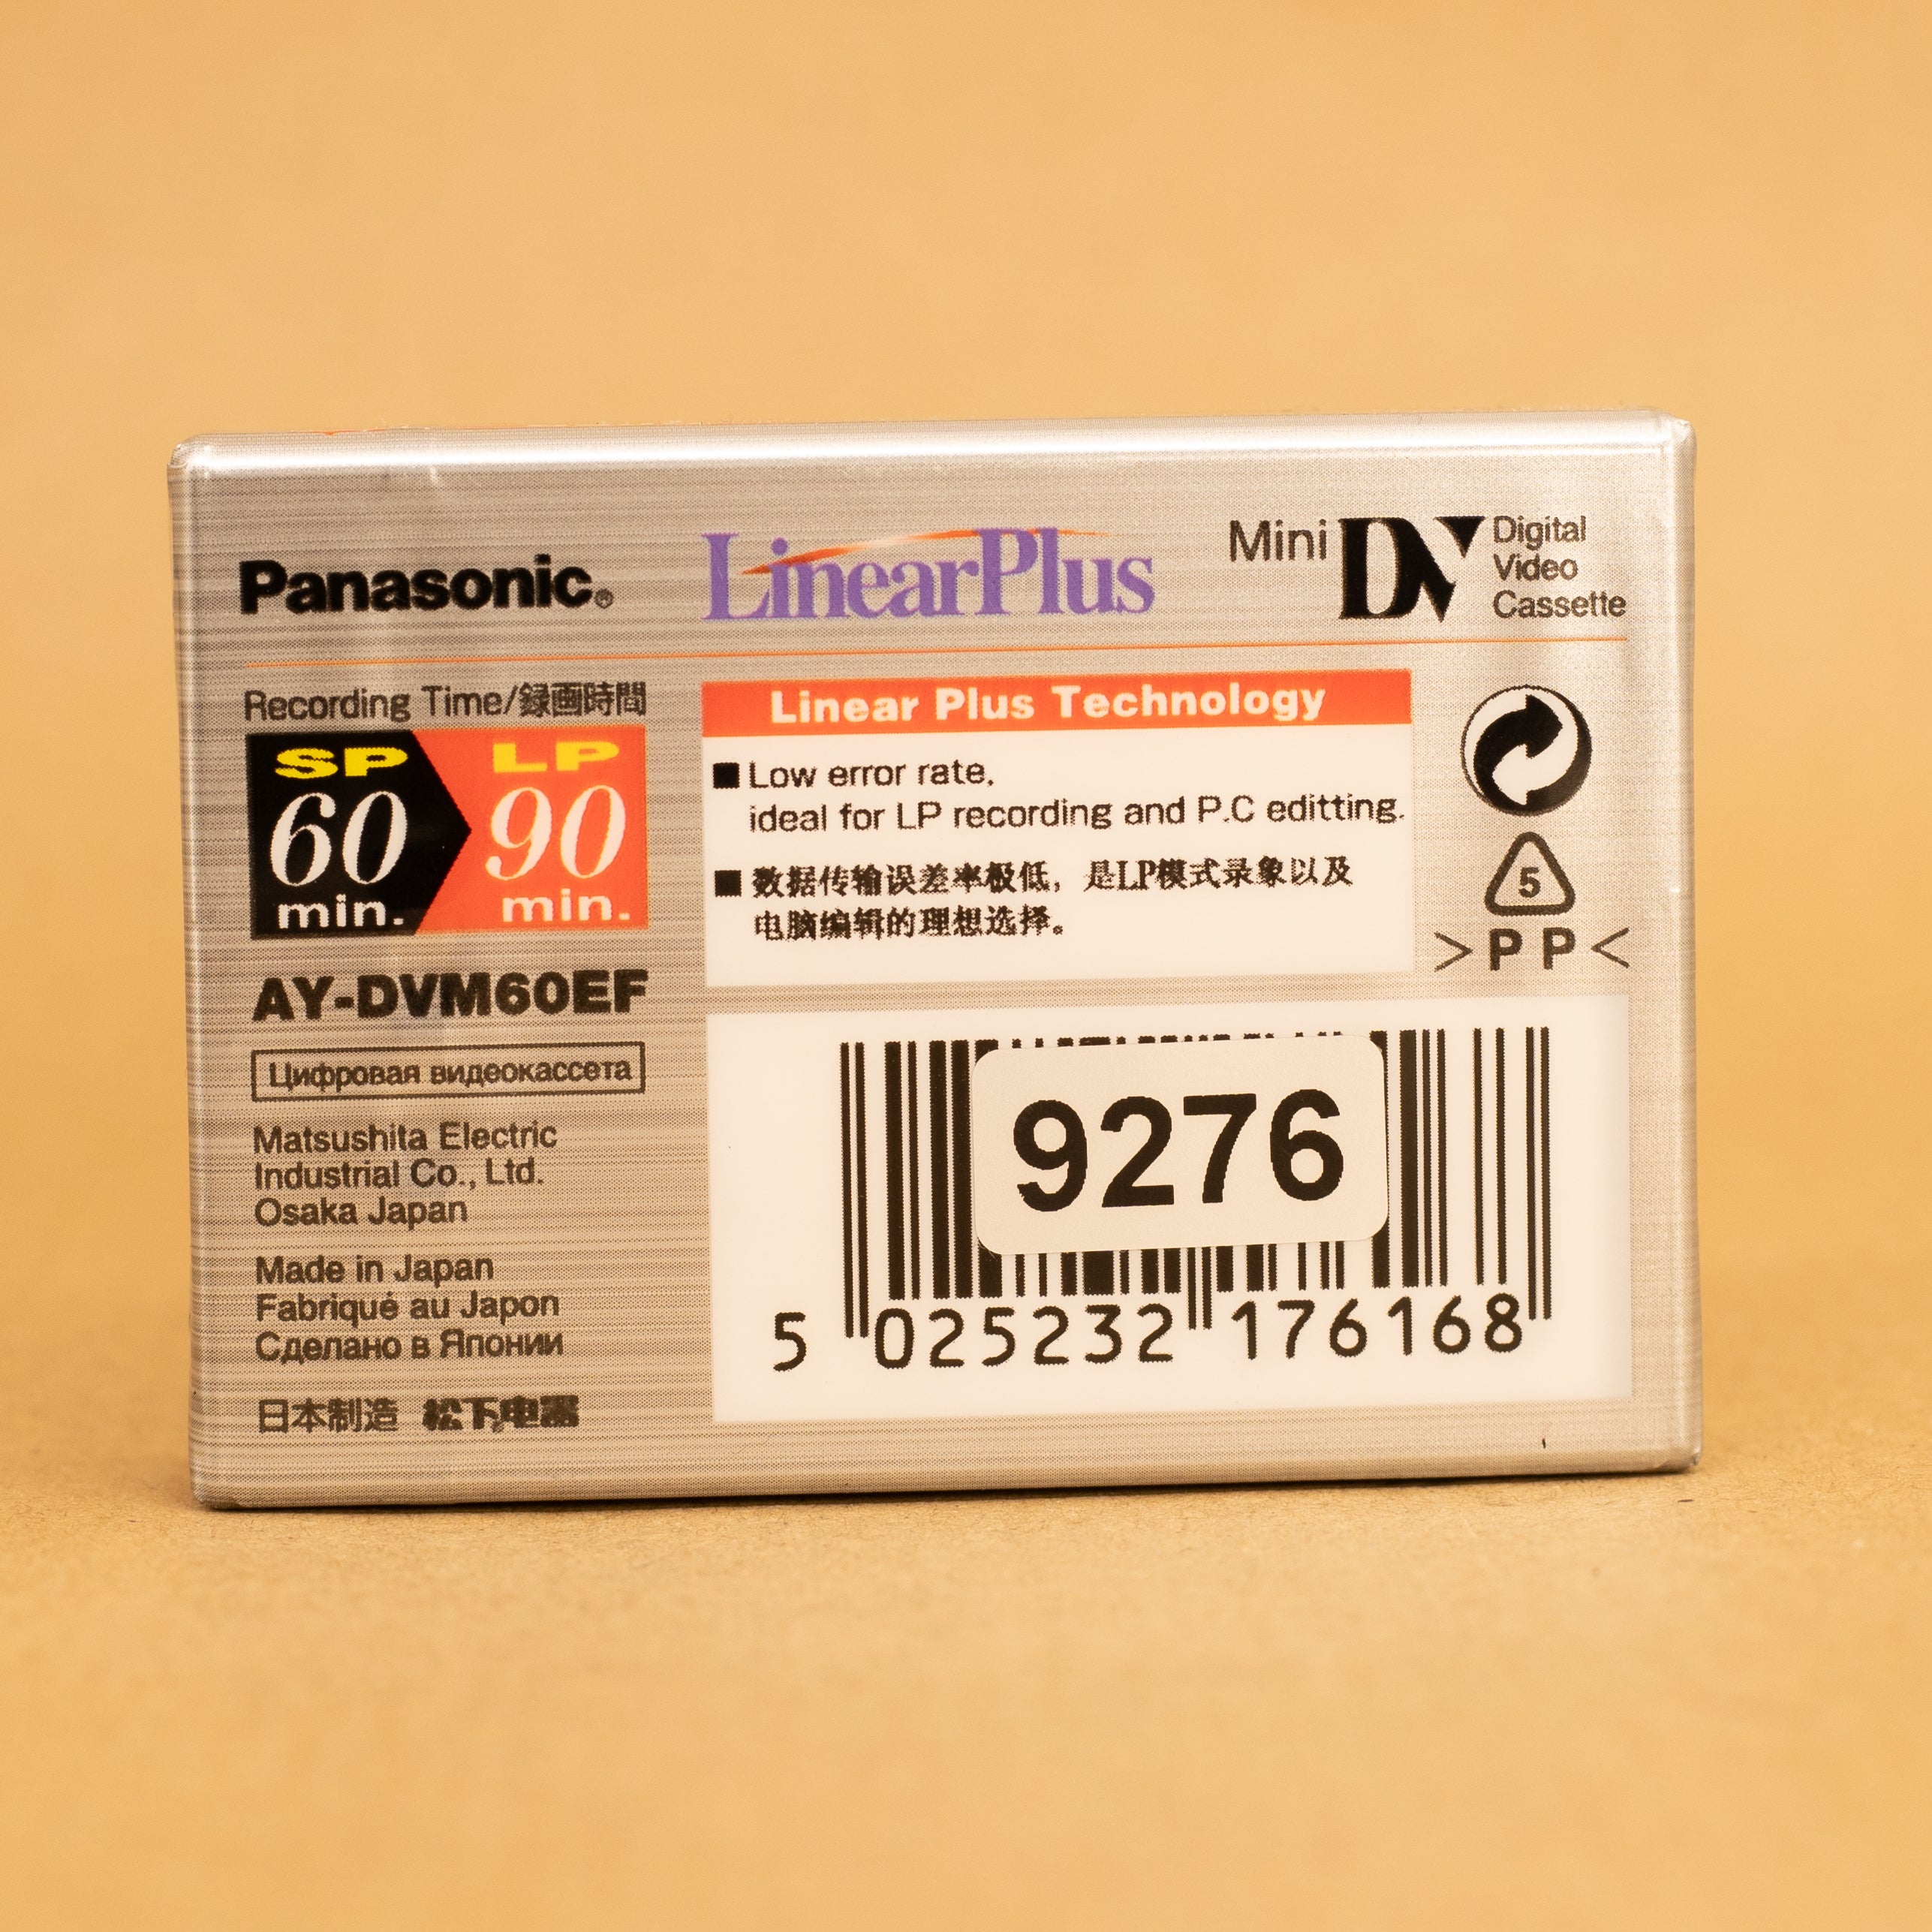 Panasonic®
LinearPlus
Mini DV Digital
Video
Cassette
Recording Time/録画時間
SP
60
min.
LP
90
min.
AY-DVM60EF
Цифровая видеокассета
Matsushita Electric
Industrial Co., Ltd.
Osaka Japan
Made in Japan
Fabriqué au Japon
Сделано в Японии
日本制造 松下电器
Linear Plus Technology
■ Low error rate,
ideal for LP recording and P.C editting.
■ 数据传输误差率极低，是LP模式录象以及
电脑编辑的理想选择。
5
>PP<
9276
5 025232 176168